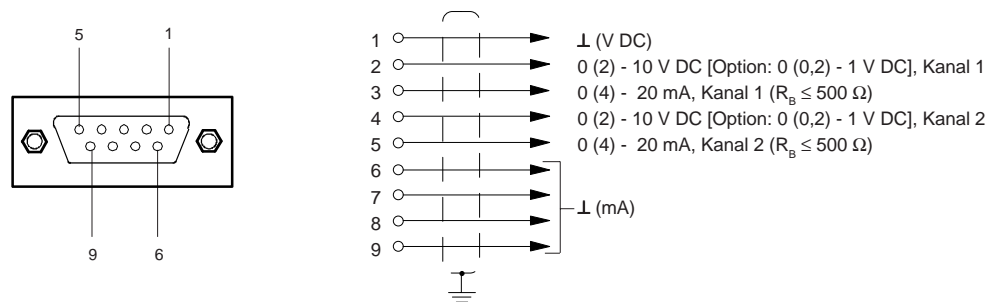 5 1
9 6
1 ⊥ (V DC)
2 0 (2) - 10 V DC [Option: 0 (0,2) - 1 V DC], Kanal 1
3 0 (4) - 20 mA, Kanal 1 (R_B ≤ 500 Ω)
4 0 (2) - 10 V DC [Option: 0 (0,2) - 1 V DC], Kanal 2
5 0 (4) - 20 mA, Kanal 2 (R_B ≤ 500 Ω)
6
7
⊥ (mA)
8
9